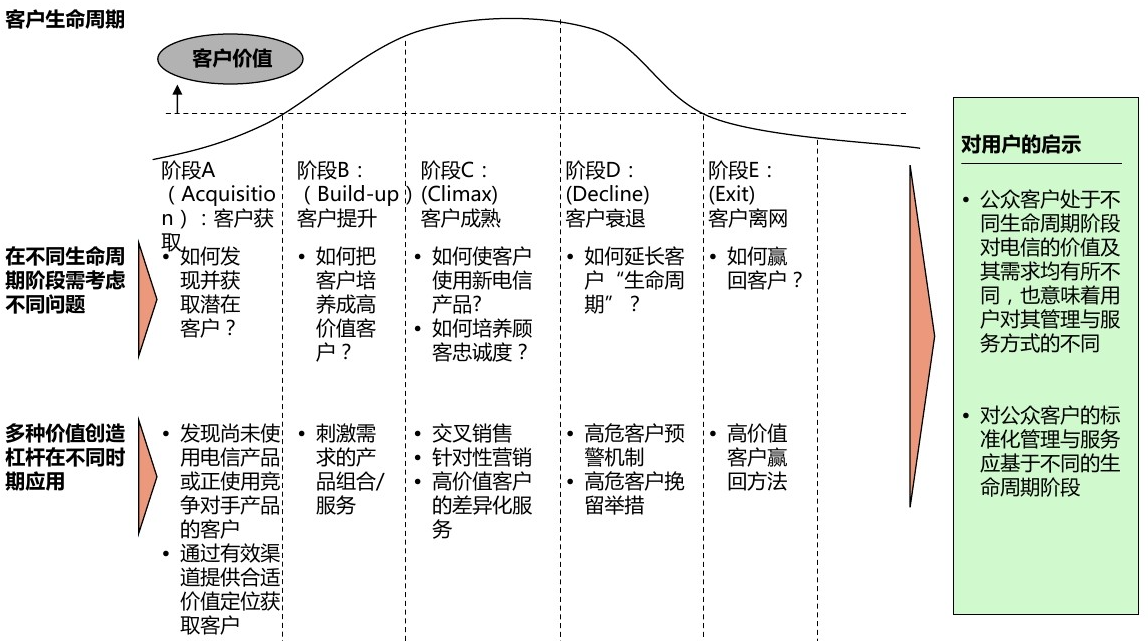 客户生命周期
客户价值
阶段A
（Acquisitio
n）：客户获
取
阶段B：
（Build-up）
客户提升
阶段C：
(Climax)
客户成熟
阶段D：
(Decline)
客户衰退
阶段E：
(Exit)
客户离网
在不同生命周
期阶段需考虑
不同问题
• 如何发
现并获
取潜在
客户？
• 如何把
客户培
养成高
价值客
户？
• 如何使客户
使用新电信
产品?
• 如何培养顾
客忠诚度？
• 如何延长客
户“生命周
期”？
• 如何赢
回客户？
多种价值创造
杠杆在不同时
期应用
• 发现尚未使
用电信产品
或正使用竞
争对手产品
的客户
• 通过有效渠
道提供合适
价值定位获
取客户
• 刺激需
求的产
品组合/
服务
• 交叉销售
• 针对性营销
• 高价值客户
的差异化服
务
• 高危客户预
警机制
• 高危客户挽
留举措
• 高价值
客户赢
回方法
对用户的启示
• 公众客户处于不
同生命周期阶段
对电信的价值及
其需求均有所不
同，也意味着用
户对其管理与服
务方式的不同
• 对公众客户的标
准化管理与服务
应基于不同的生
命周期阶段